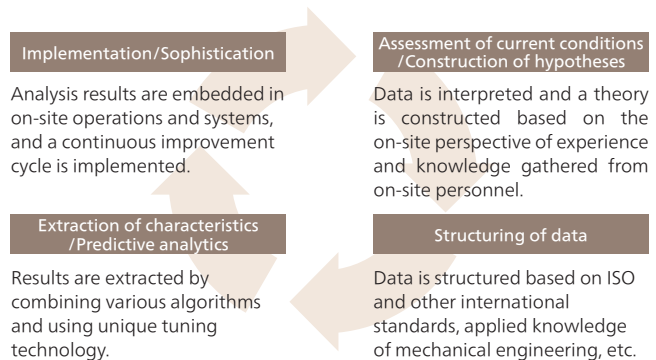 Implementation/Sophistication
Analysis results are embedded in
on-site operations and systems,
and a continuous improvement
cycle is implemented.
Assessment of current conditions
/Construction of hypotheses
Data is interpreted and a theory
is constructed based on the
on-site perspective of experience
and knowledge gathered from
on-site personnel.
Extraction of characteristics
/Predictive analytics
Results are extracted by
combining various algorithms
and using unique tuning
technology.
Structuring of data
Data is structured based on ISO
and other international
standards, applied knowledge
of mechanical engineering, etc.